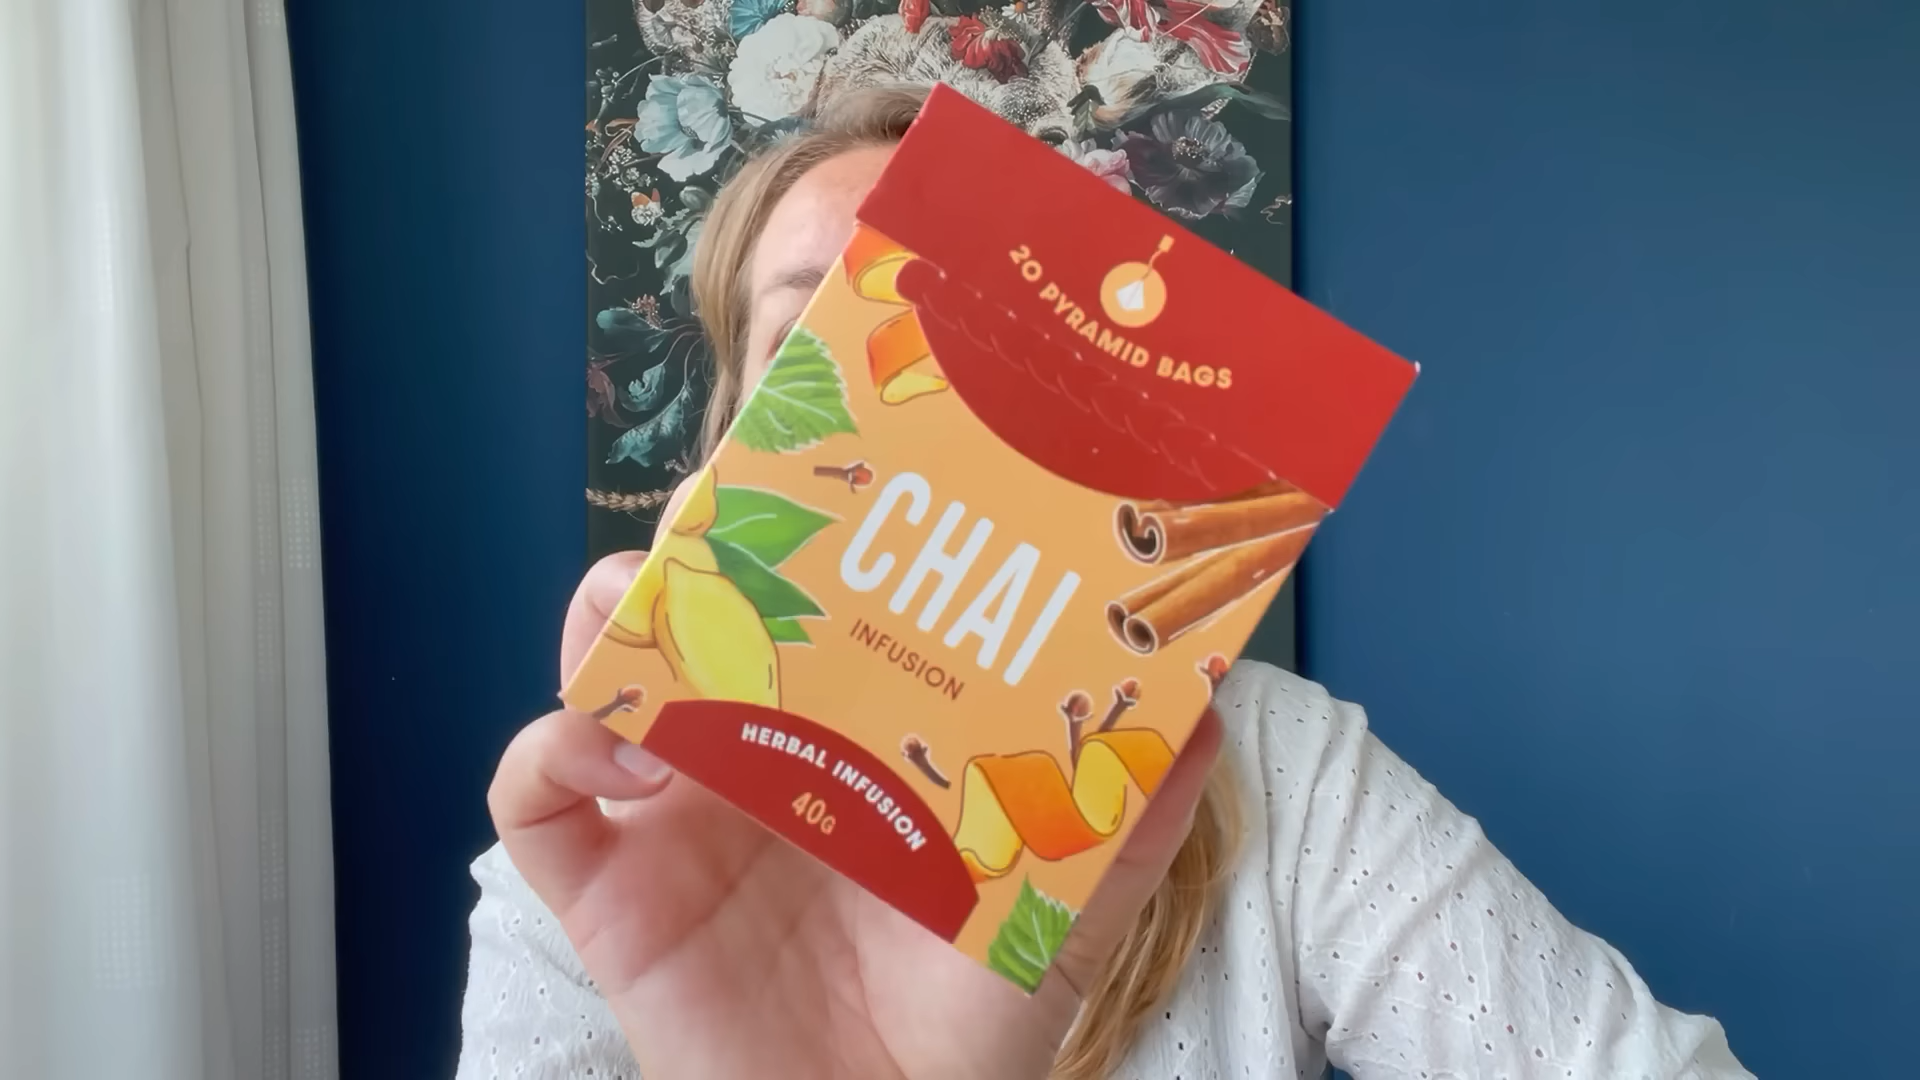 20 PYRAMID BAGS
CHAI
INFUSION
HERBAL INFUSION
40G